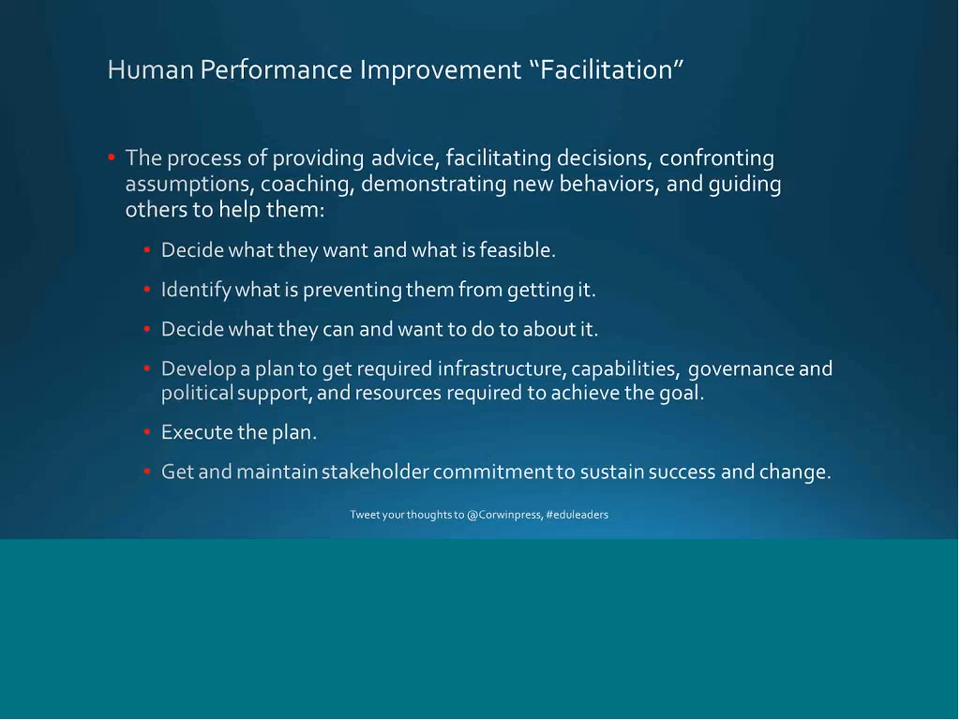 Human Performance Improvement “Facilitation”
• The process of providing advice, facilitating decisions, confronting
assumptions, coaching, demonstrating new behaviors, and guiding
others to help them:
• Decide what they want and what is feasible.
• Identify what is preventing them from getting it.
• Decide what they can and want to do to about it.
• Develop a plan to get required infrastructure, capabilities, governance and
political support, and resources required to achieve the goal.
• Execute the plan.
• Get and maintain stakeholder commitment to sustain success and change.
Tweet your thoughts to @Corwinpress, #eduleaders